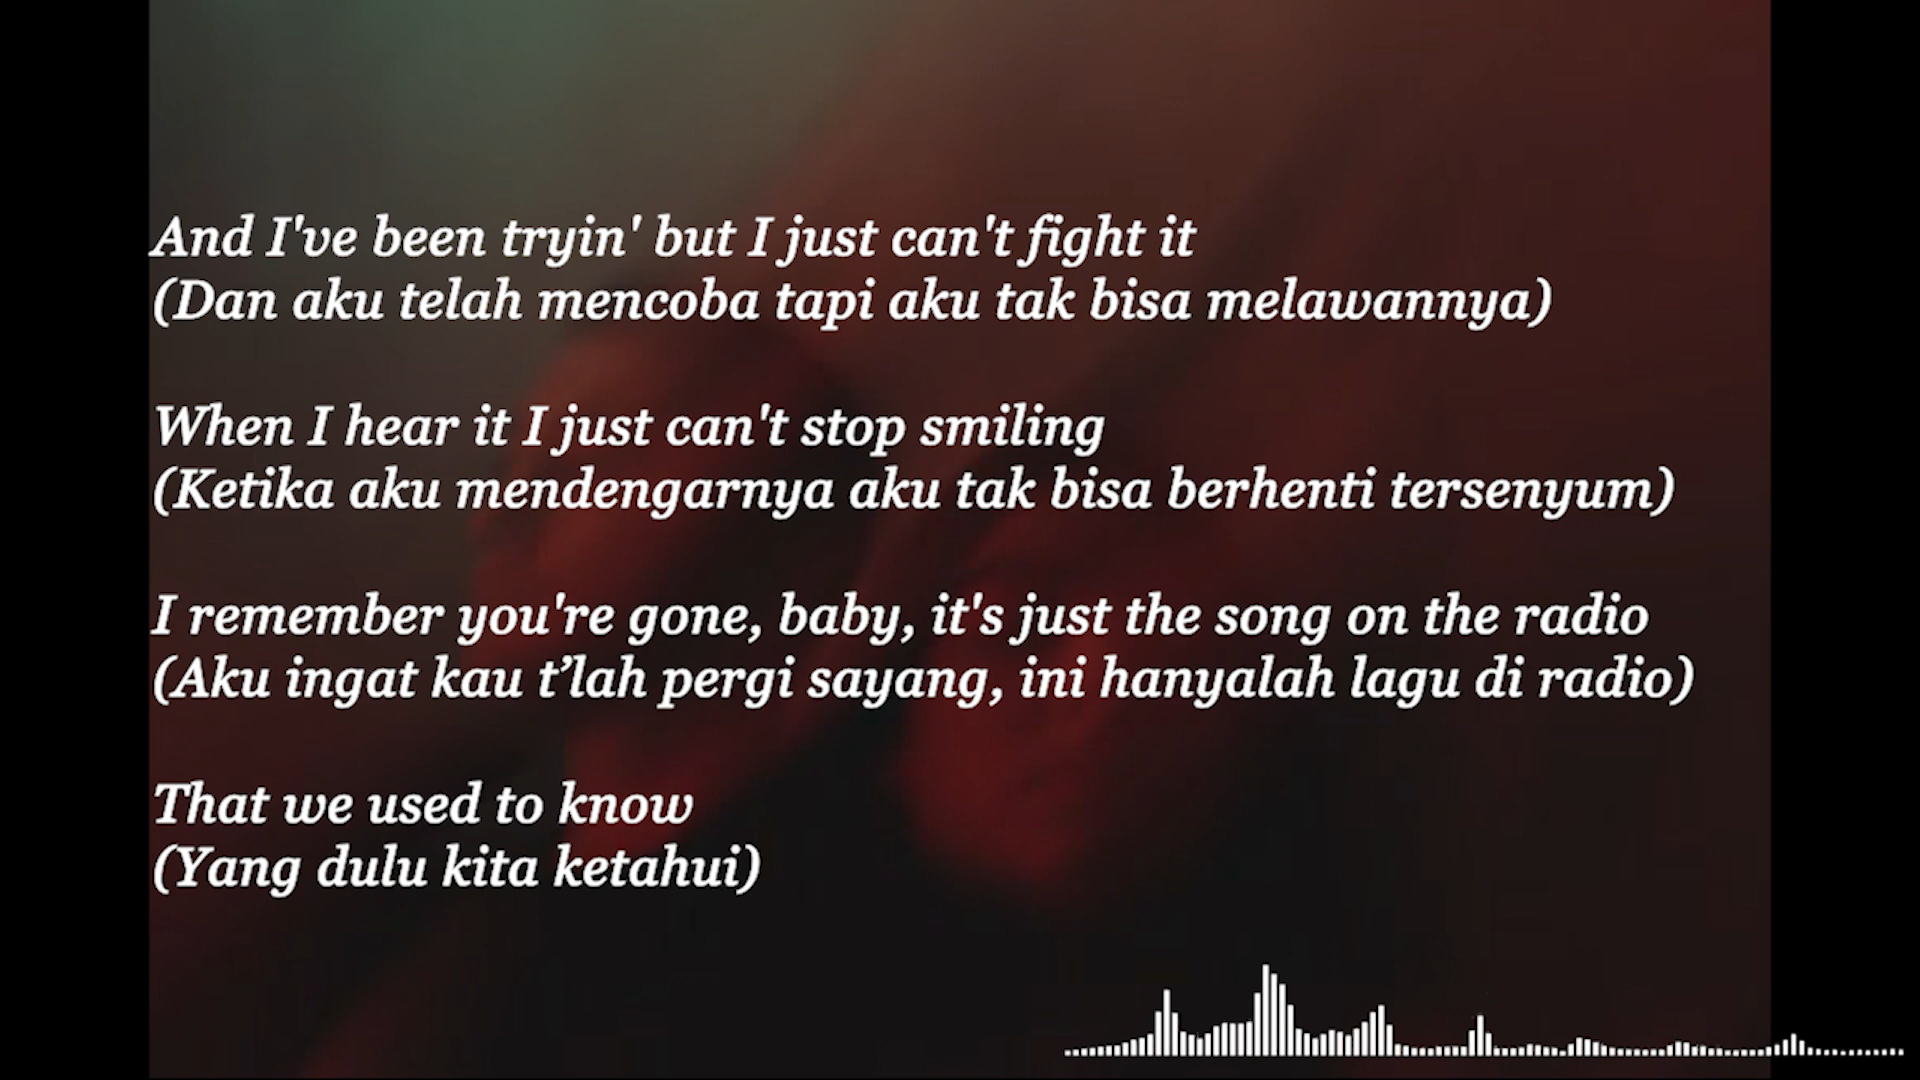 And I've been tryin' but I just can't fight it
(Dan aku telah mencoba tapi aku tak bisa melawannya)
When I hear it I just can't stop smiling
(Ketika aku mendengarnya aku tak bisa berhenti tersenyum)
I remember you're gone, baby, it's just the song on the radio
(Aku ingat kau t’lah pergi sayang, ini hanyalah lagu di radio)
That we used to know
(Yang dulu kita ketahui)